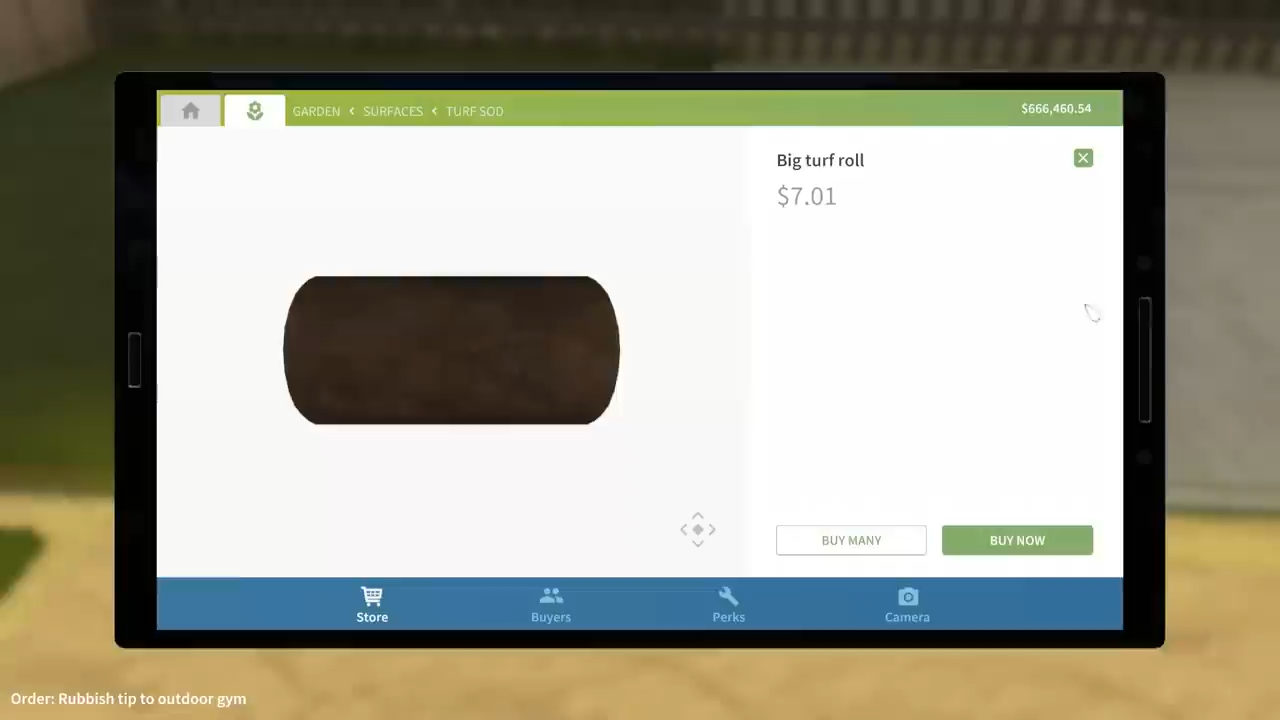 GARDEN < SURFACES < TURF SOD
$666,460.54
Big turf roll
$7.01
BUY MANY
BUY NOW
Store
Buyers
Perks
Camera
Order: Rubbish tip to outdoor gym